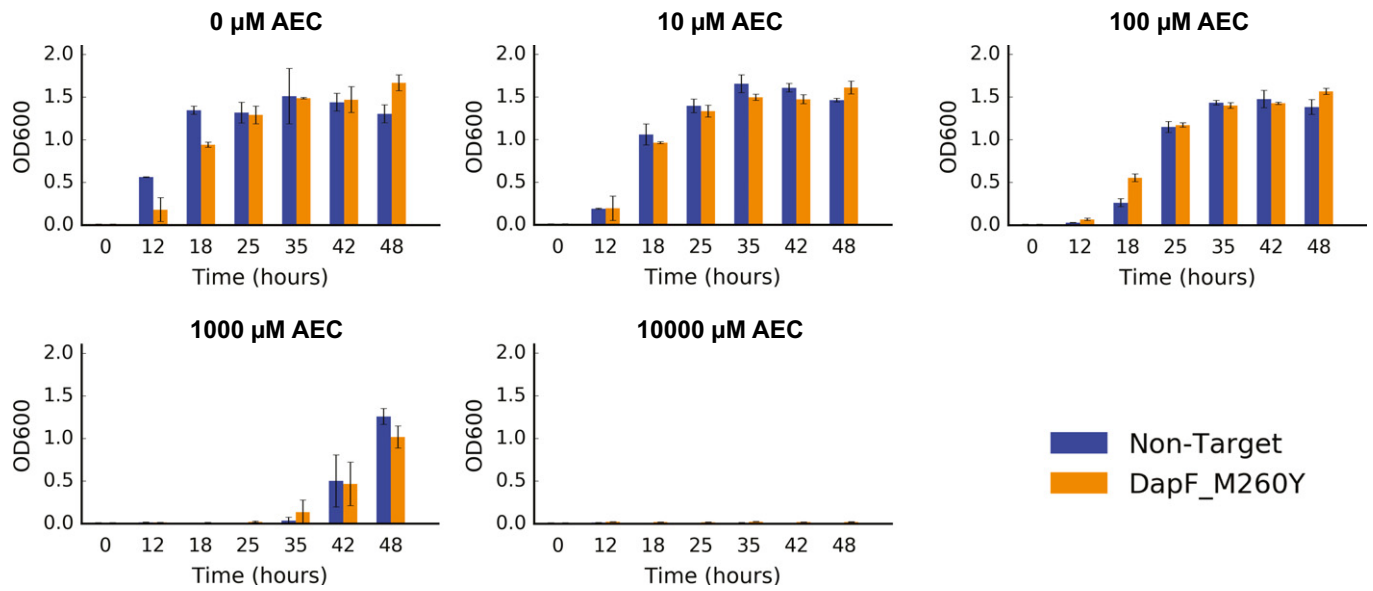 0 µM AEC
2.0
1.5
1.0
0.5
0.0
OD600
0 12 18 25 35 42 48
Time (hours)
10 µM AEC
2.0
1.5
1.0
0.5
0.0
OD600
0 12 18 25 35 42 48
Time (hours)
100 µM AEC
2.0
1.5
1.0
0.5
0.0
OD600
0 12 18 25 35 42 48
Time (hours)
1000 µM AEC
2.0
1.5
1.0
0.5
0.0
OD600
0 12 18 25 35 42 48
Time (hours)
10000 µM AEC
2.0
1.5
1.0
0.5
0.0
OD600
0 12 18 25 35 42 48
Time (hours)
Non-Target
DapF_M260Y